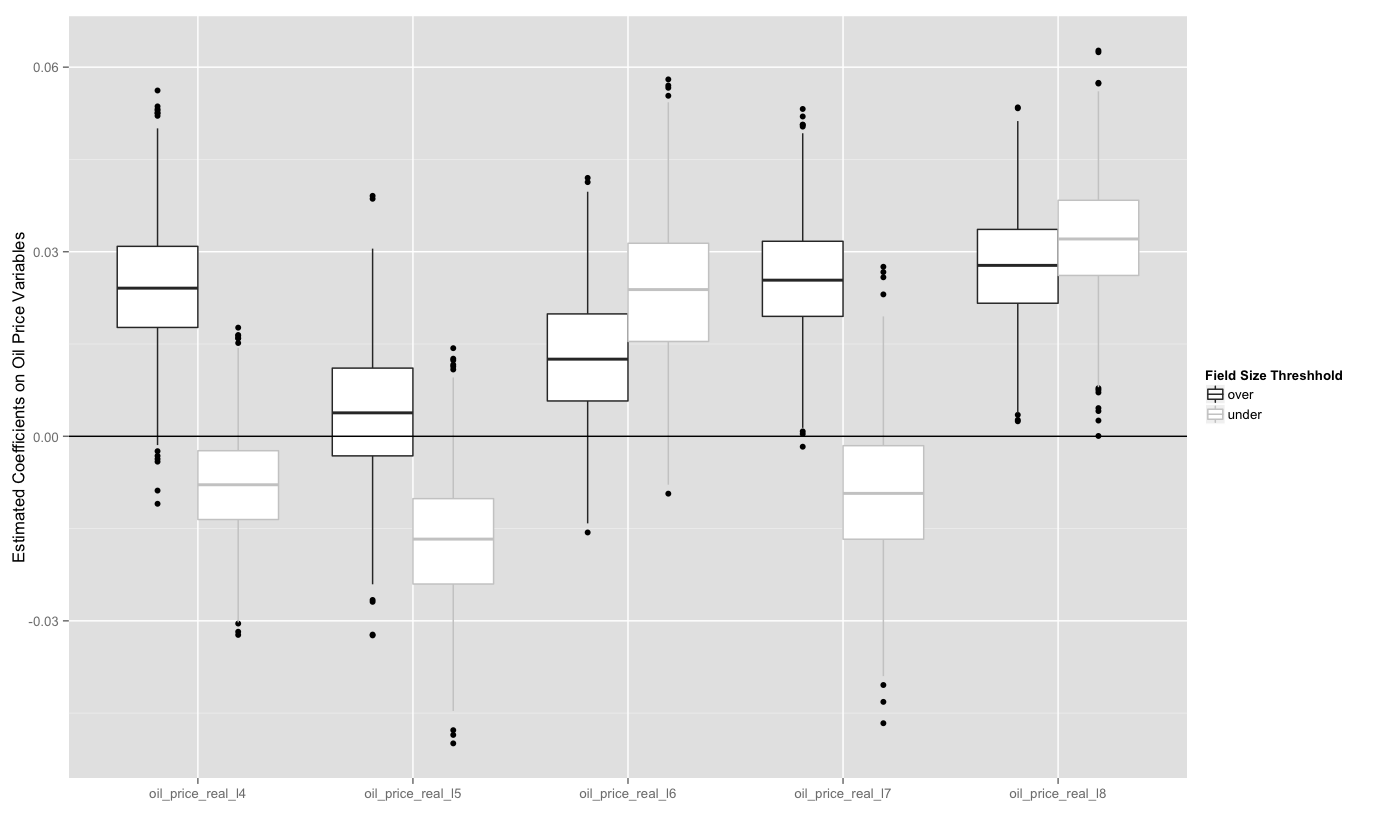 Estimated Coefficients on Oil Price Variables
0.06
0.03
0.00
-0.03
oil_price_real_l4
oil_price_real_l5
oil_price_real_l6
oil_price_real_l7
oil_price_real_l8
Field Size Threshhold
over
under